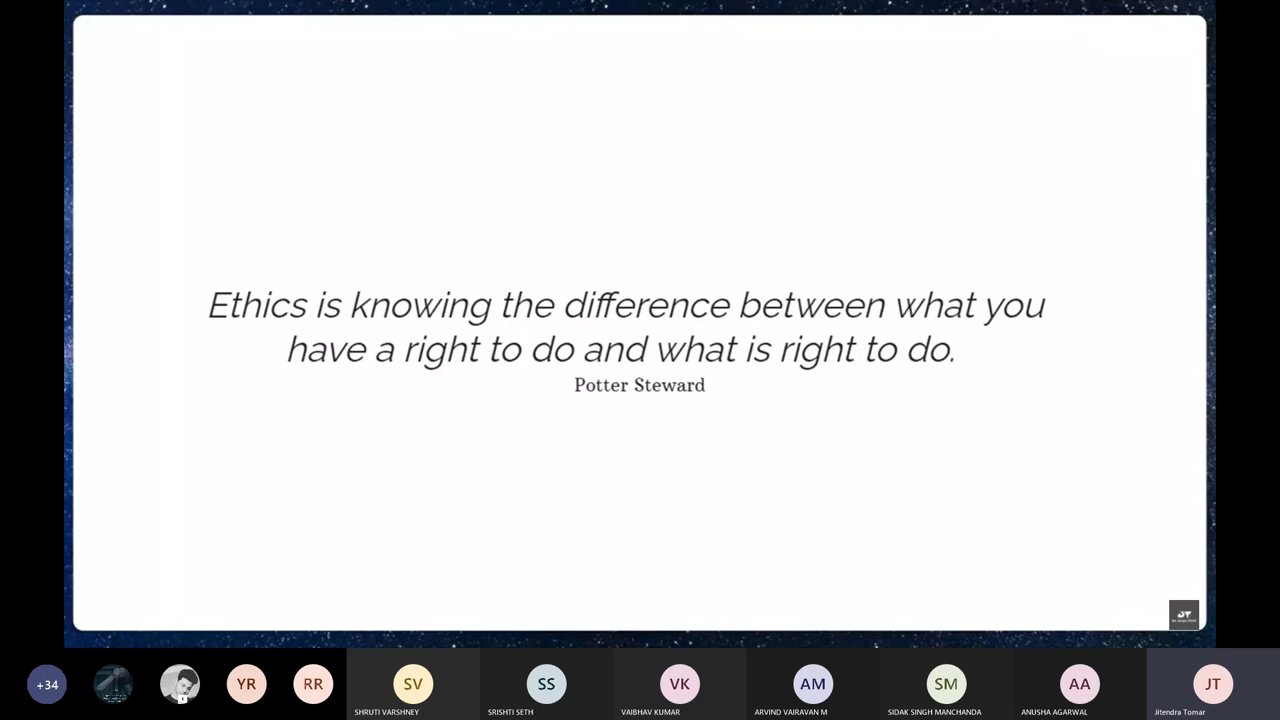 Ethics is knowing the difference between what you
have a right to do and what is right to do.
Potter Steward
+34
YR
RR
SV
SS
VK
AM
SM
AA
JT
SHRUTI VARSHNEY
SRISHTI SETH
VAIBHAV KUMAR
ARVIND VAIRAVAN M
SIDAK SINGH MANCHANDA
ANUSHA AGARWAL
Jitendra Tomar